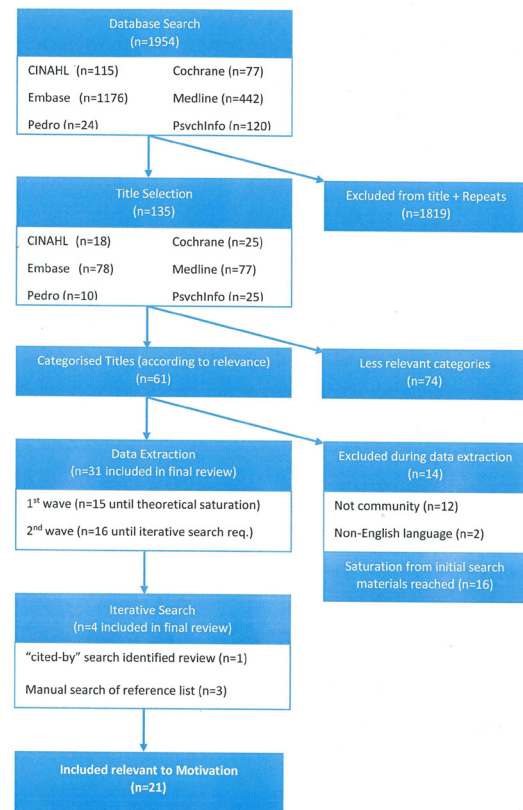 Database Search
(n=1954)
CINAHL (n=115) Cochrane (n=77)
Embase (n=1176) Medline (n=442)
Pedro (n=24) PsychInfo (n=120)
Title Selection
(n=135)
Excluded from title + Repeats
(n=1819)
CINAHL (n=18) Cochrane (n=25)
Embase (n=78) Medline (n=77)
Pedro (n=10) PsychInfo (n=25)
Categorised Titles (according to relevance)
(n=61)
Less relevant categories
(n=74)
Data Extraction
(n=31 included in final review)
1st wave (n=15 until theoretical saturation)
2nd wave (n=16 until iterative search req.)
Excluded during data extraction
(n=14)
Not community (n=12)
Non-English language (n=2)
Saturation from initial search
materials reached (n=16)
Iterative Search
(n=4 included in final review)
“cited-by” search identified review (n=1)
Manual search of reference list (n=3)
Included relevant to Motivation
(n=21)